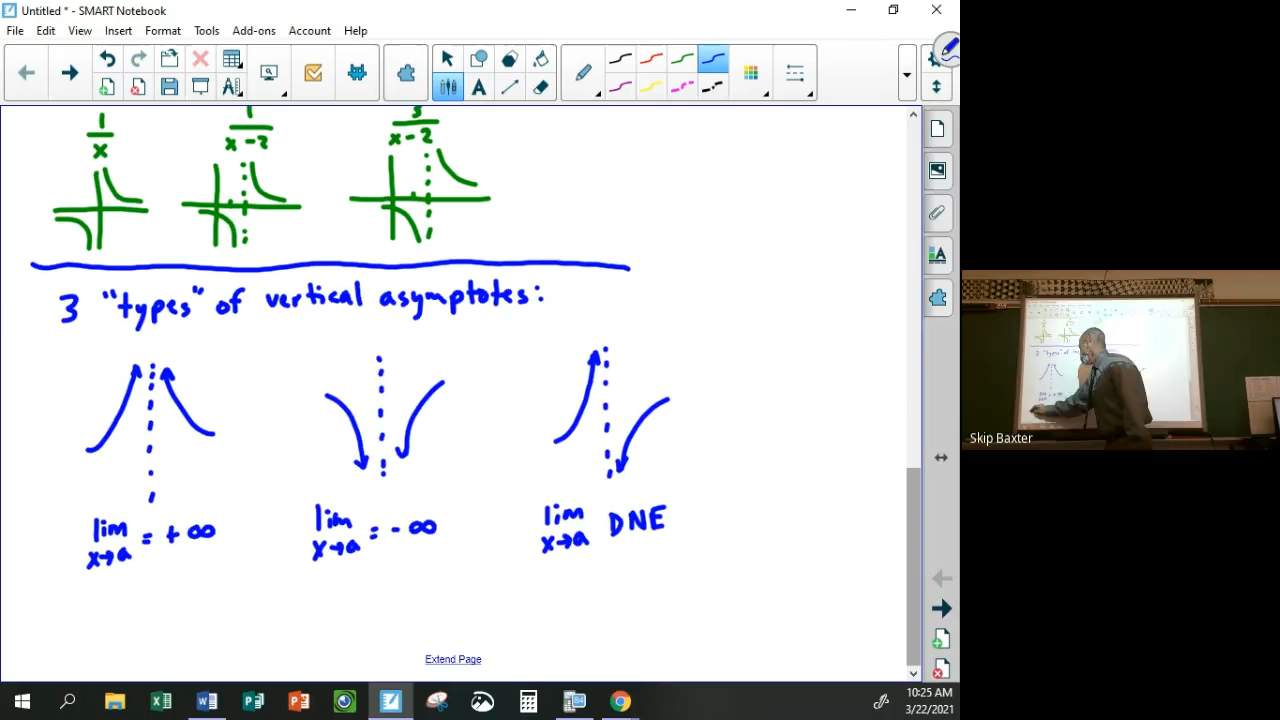 Untitled * - SMART Notebook
File Edit View Insert Format Tools Add-ons Account Help
1/x 1/x-2 3/x-2
3 "types" of vertical asymptotes:
lim x→a = +∞
lim x→a = -∞
lim x→a DNE
Extend Page
Skip Baxter
10:25 AM
3/22/2021